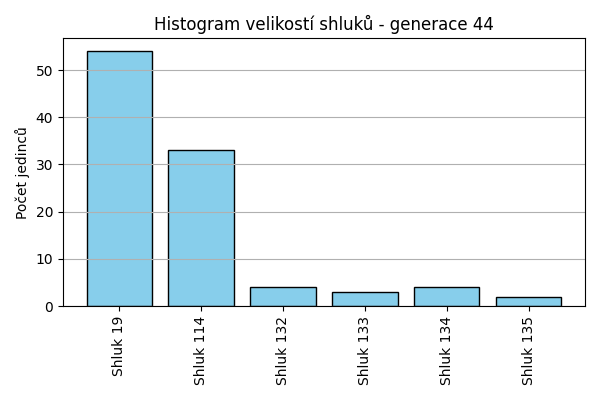 Histogram velikostí shluků - generace 44
Počet jedinců
50
40
30
20
10
0
Shluk 19
Shluk 114
Shluk 132
Shluk 133
Shluk 134
Shluk 135